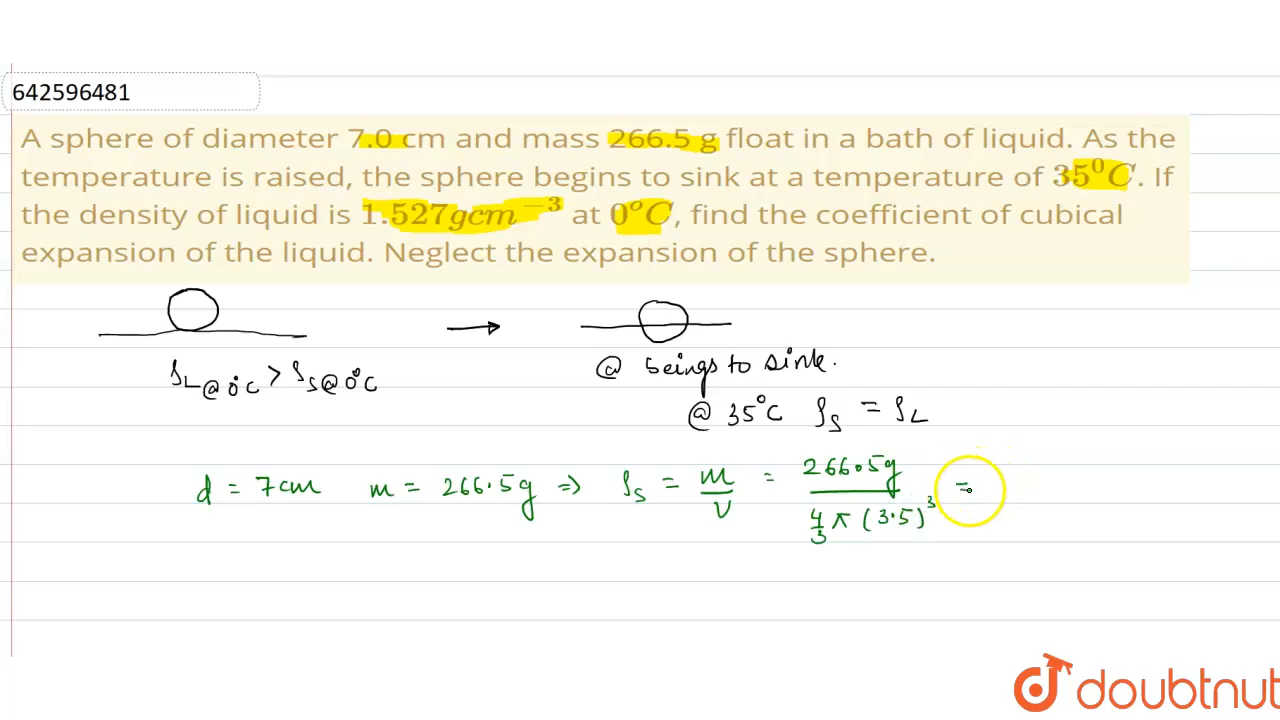 642596481
A sphere of diameter 7.0 cm and mass 266.5 g float in a bath of liquid. As the
temperature is raised, the sphere begins to sink at a temperature of 35⁰C. If
the density of liquid is 1.527gcm⁻³ at 0ᵒC, find the coefficient of cubical
expansion of the liquid. Neglect the expansion of the sphere.
ρL@0°C > ρS@0°C
@ beings to sink.
@ 35°C ρS = ρL
d = 7cm m = 266.5g ⇒ ρS = m/V = 266.5g / (4/3 π (3.5)³) =
doubtnut